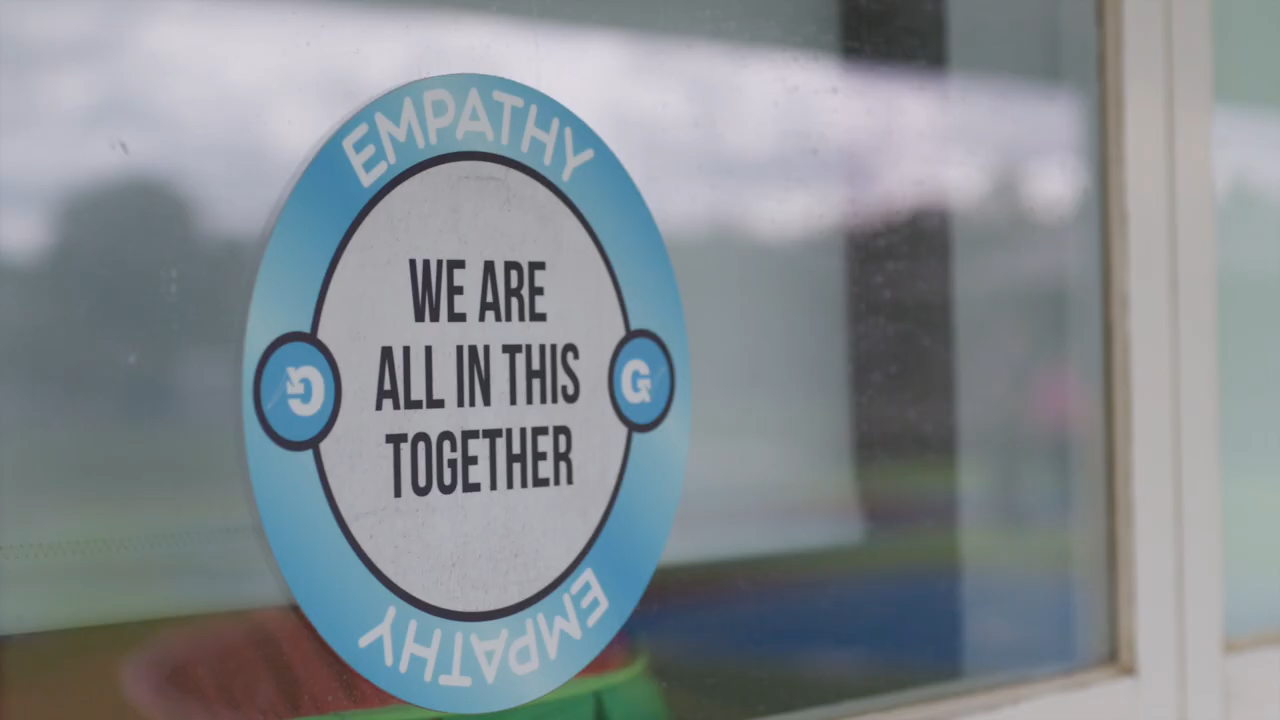 EMPATHY
WE ARE
ALL IN THIS
TOGETHER
G
G
EMPATHY